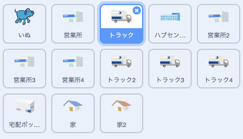 いぬ
営業所
トラック
ハブセン...
営業所2
営業所3
営業所4
トラック2
トラック3
トラック4
宅配ボッ...
家
家2